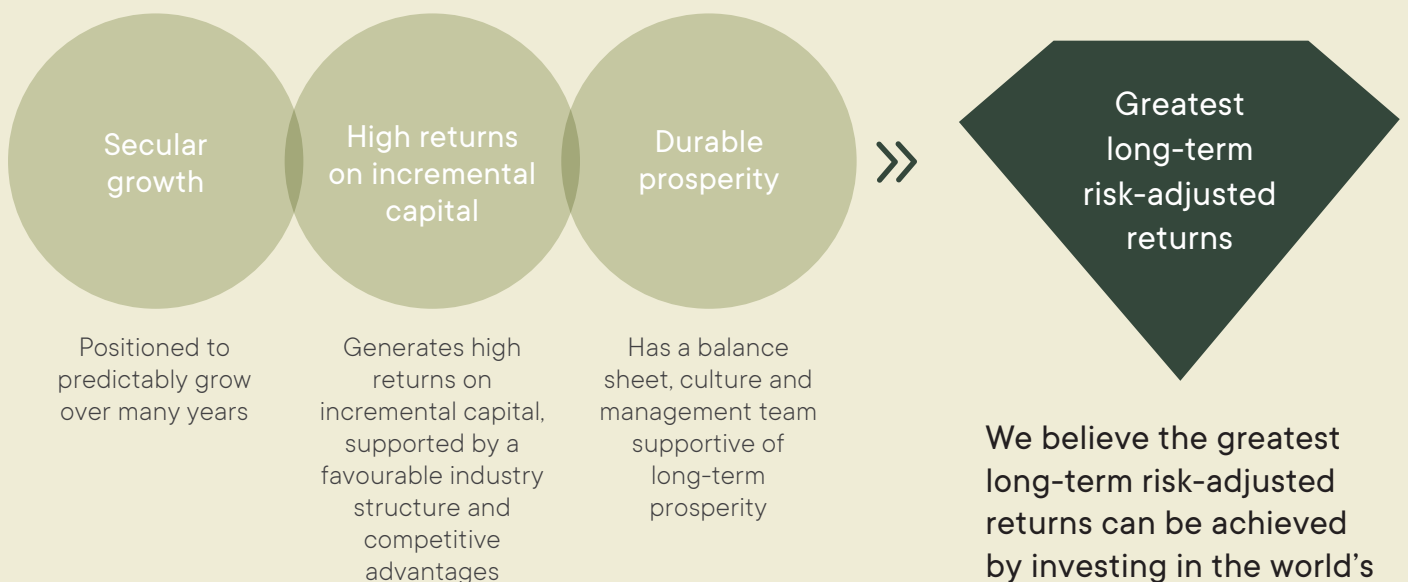 Secular
growth
High returns
on incremental
capital
Durable
prosperity
Greatest
long-term
risk-adjusted
returns
Positioned to
predictably grow
over many years
Generates high
returns on
incremental capital,
supported by a
favourable industry
structure and
competitive
advantages
Has a balance
sheet, culture and
management team
supportive of
long-term
prosperity
We believe the greatest
long-term risk-adjusted
returns can be achieved
by investing in the world’s